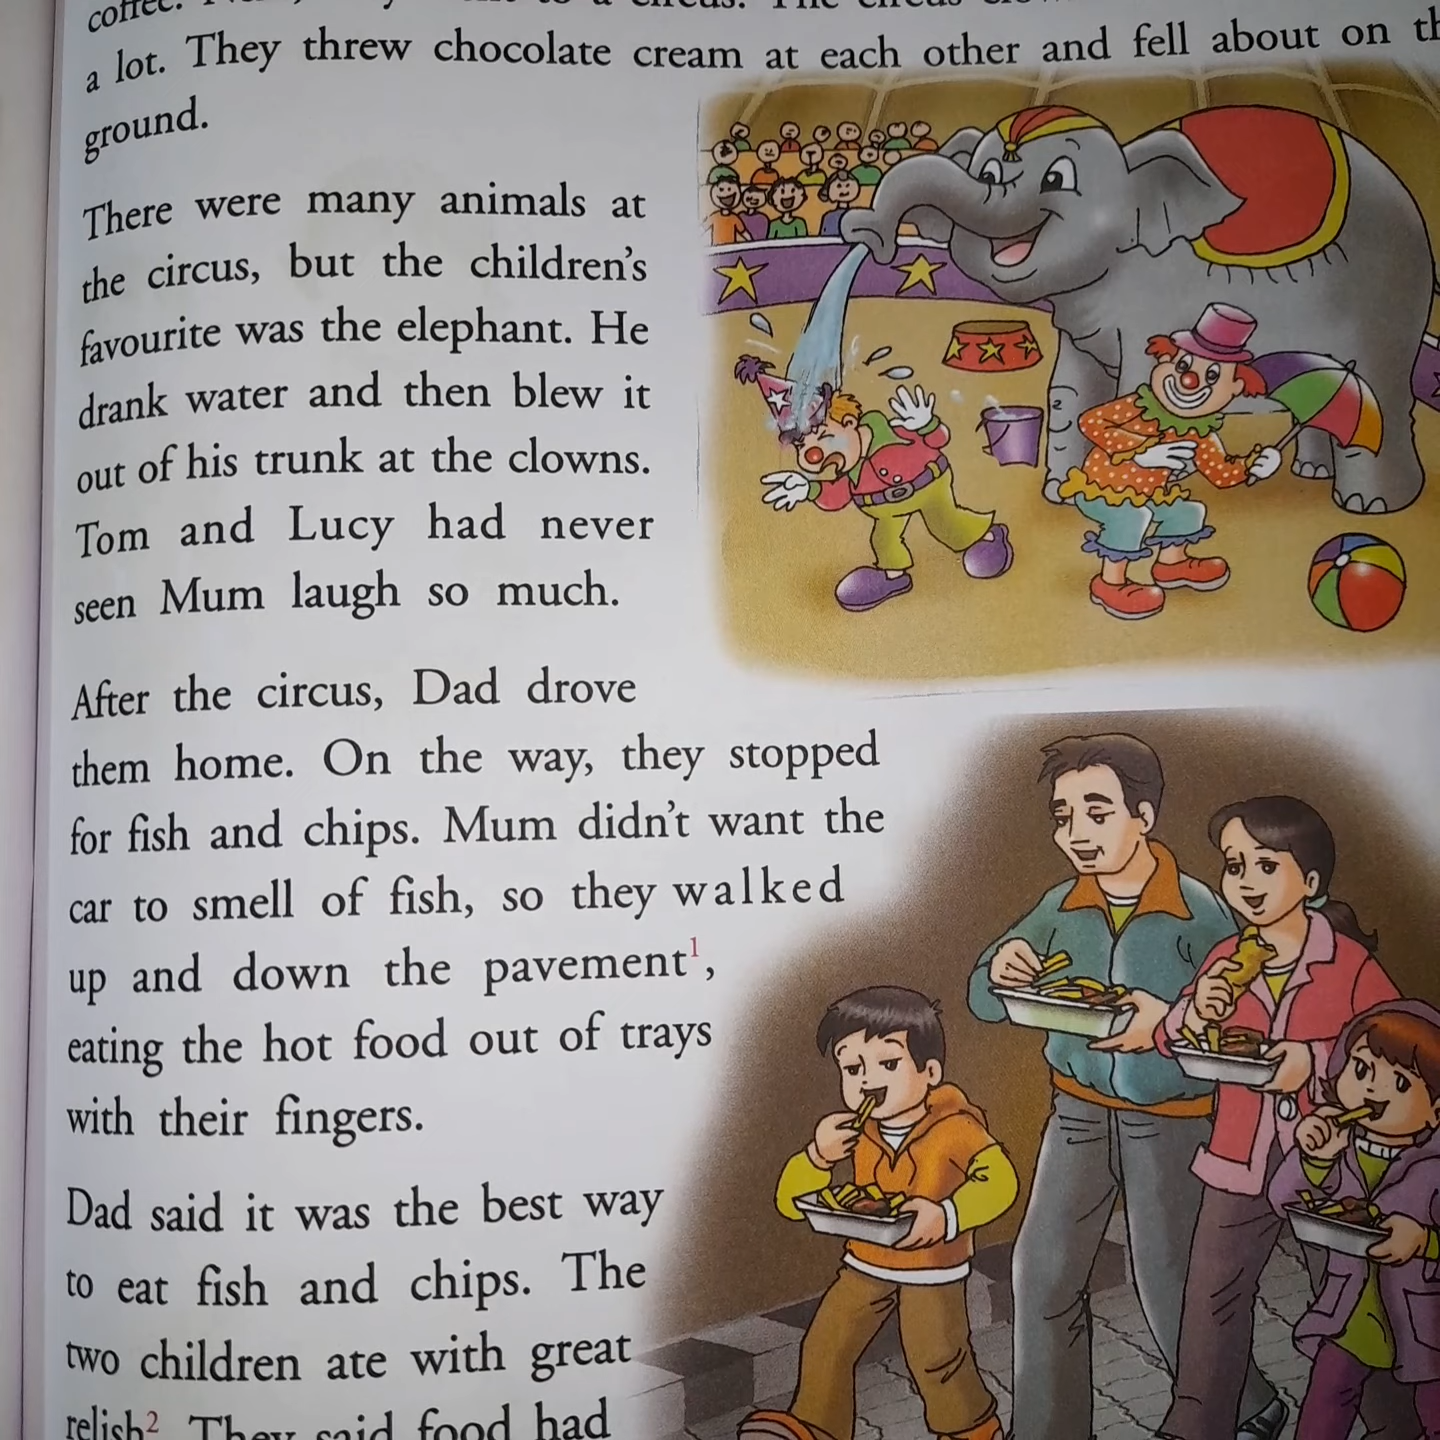 coffee.
a lot. They threw chocolate cream at each other and fell about on
ground.
There were many animals at
the circus, but the children's
favourite was the elephant. He
drank water and then blew it
out of his trunk at the clowns.
Tom and Lucy had never
seen Mum laugh so much.
After the circus, Dad drove
them home. On the way, they stopped
for fish and chips. Mum didn't want the
car to smell of fish, so they walked
up and down the pavement1,
eating the hot food out of trays
with their fingers.
Dad said it was the best way
to eat fish and chips. The
two children ate with great
relish2 They said food had